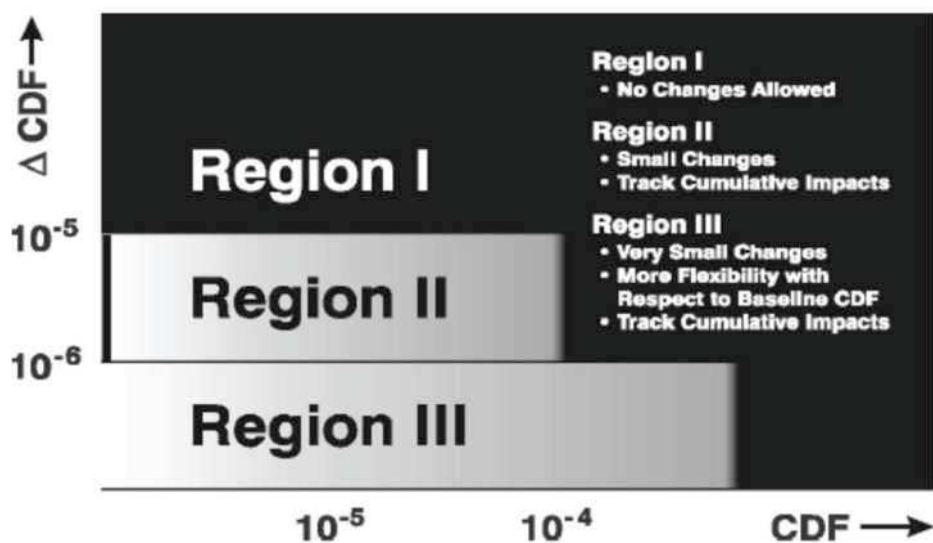 Δ CDF→
Region I
• No Changes Allowed
Region II
• Small Changes
• Track Cumulative Impacts
Region III
• Very Small Changes
• More Flexibility with
Respect to Baseline CDF
• Track Cumulative Impacts
Region I
10⁻⁵
Region II
10⁻⁶
Region III
10⁻⁵ 10⁻⁴ CDF→